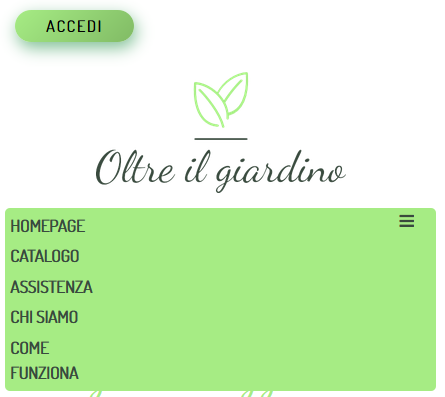 ACCEDI
Oltre il giardino
HOMEPAGE
CATALOGO
ASSISTENZA
CHI SIAMO
COME
FUNZIONA